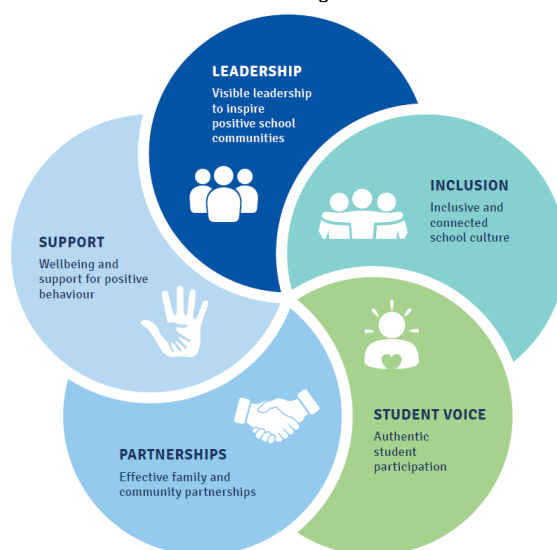 LEADERSHIP
Visible leadership
to inspire
positive school
communities
INCLUSION
Inclusive and
connected
school culture
STUDENT VOICE
Authentic
student
participation
PARTNERSHIPS
Effective family and
community partnerships
SUPPORT
Wellbeing and
support for positive
behaviour